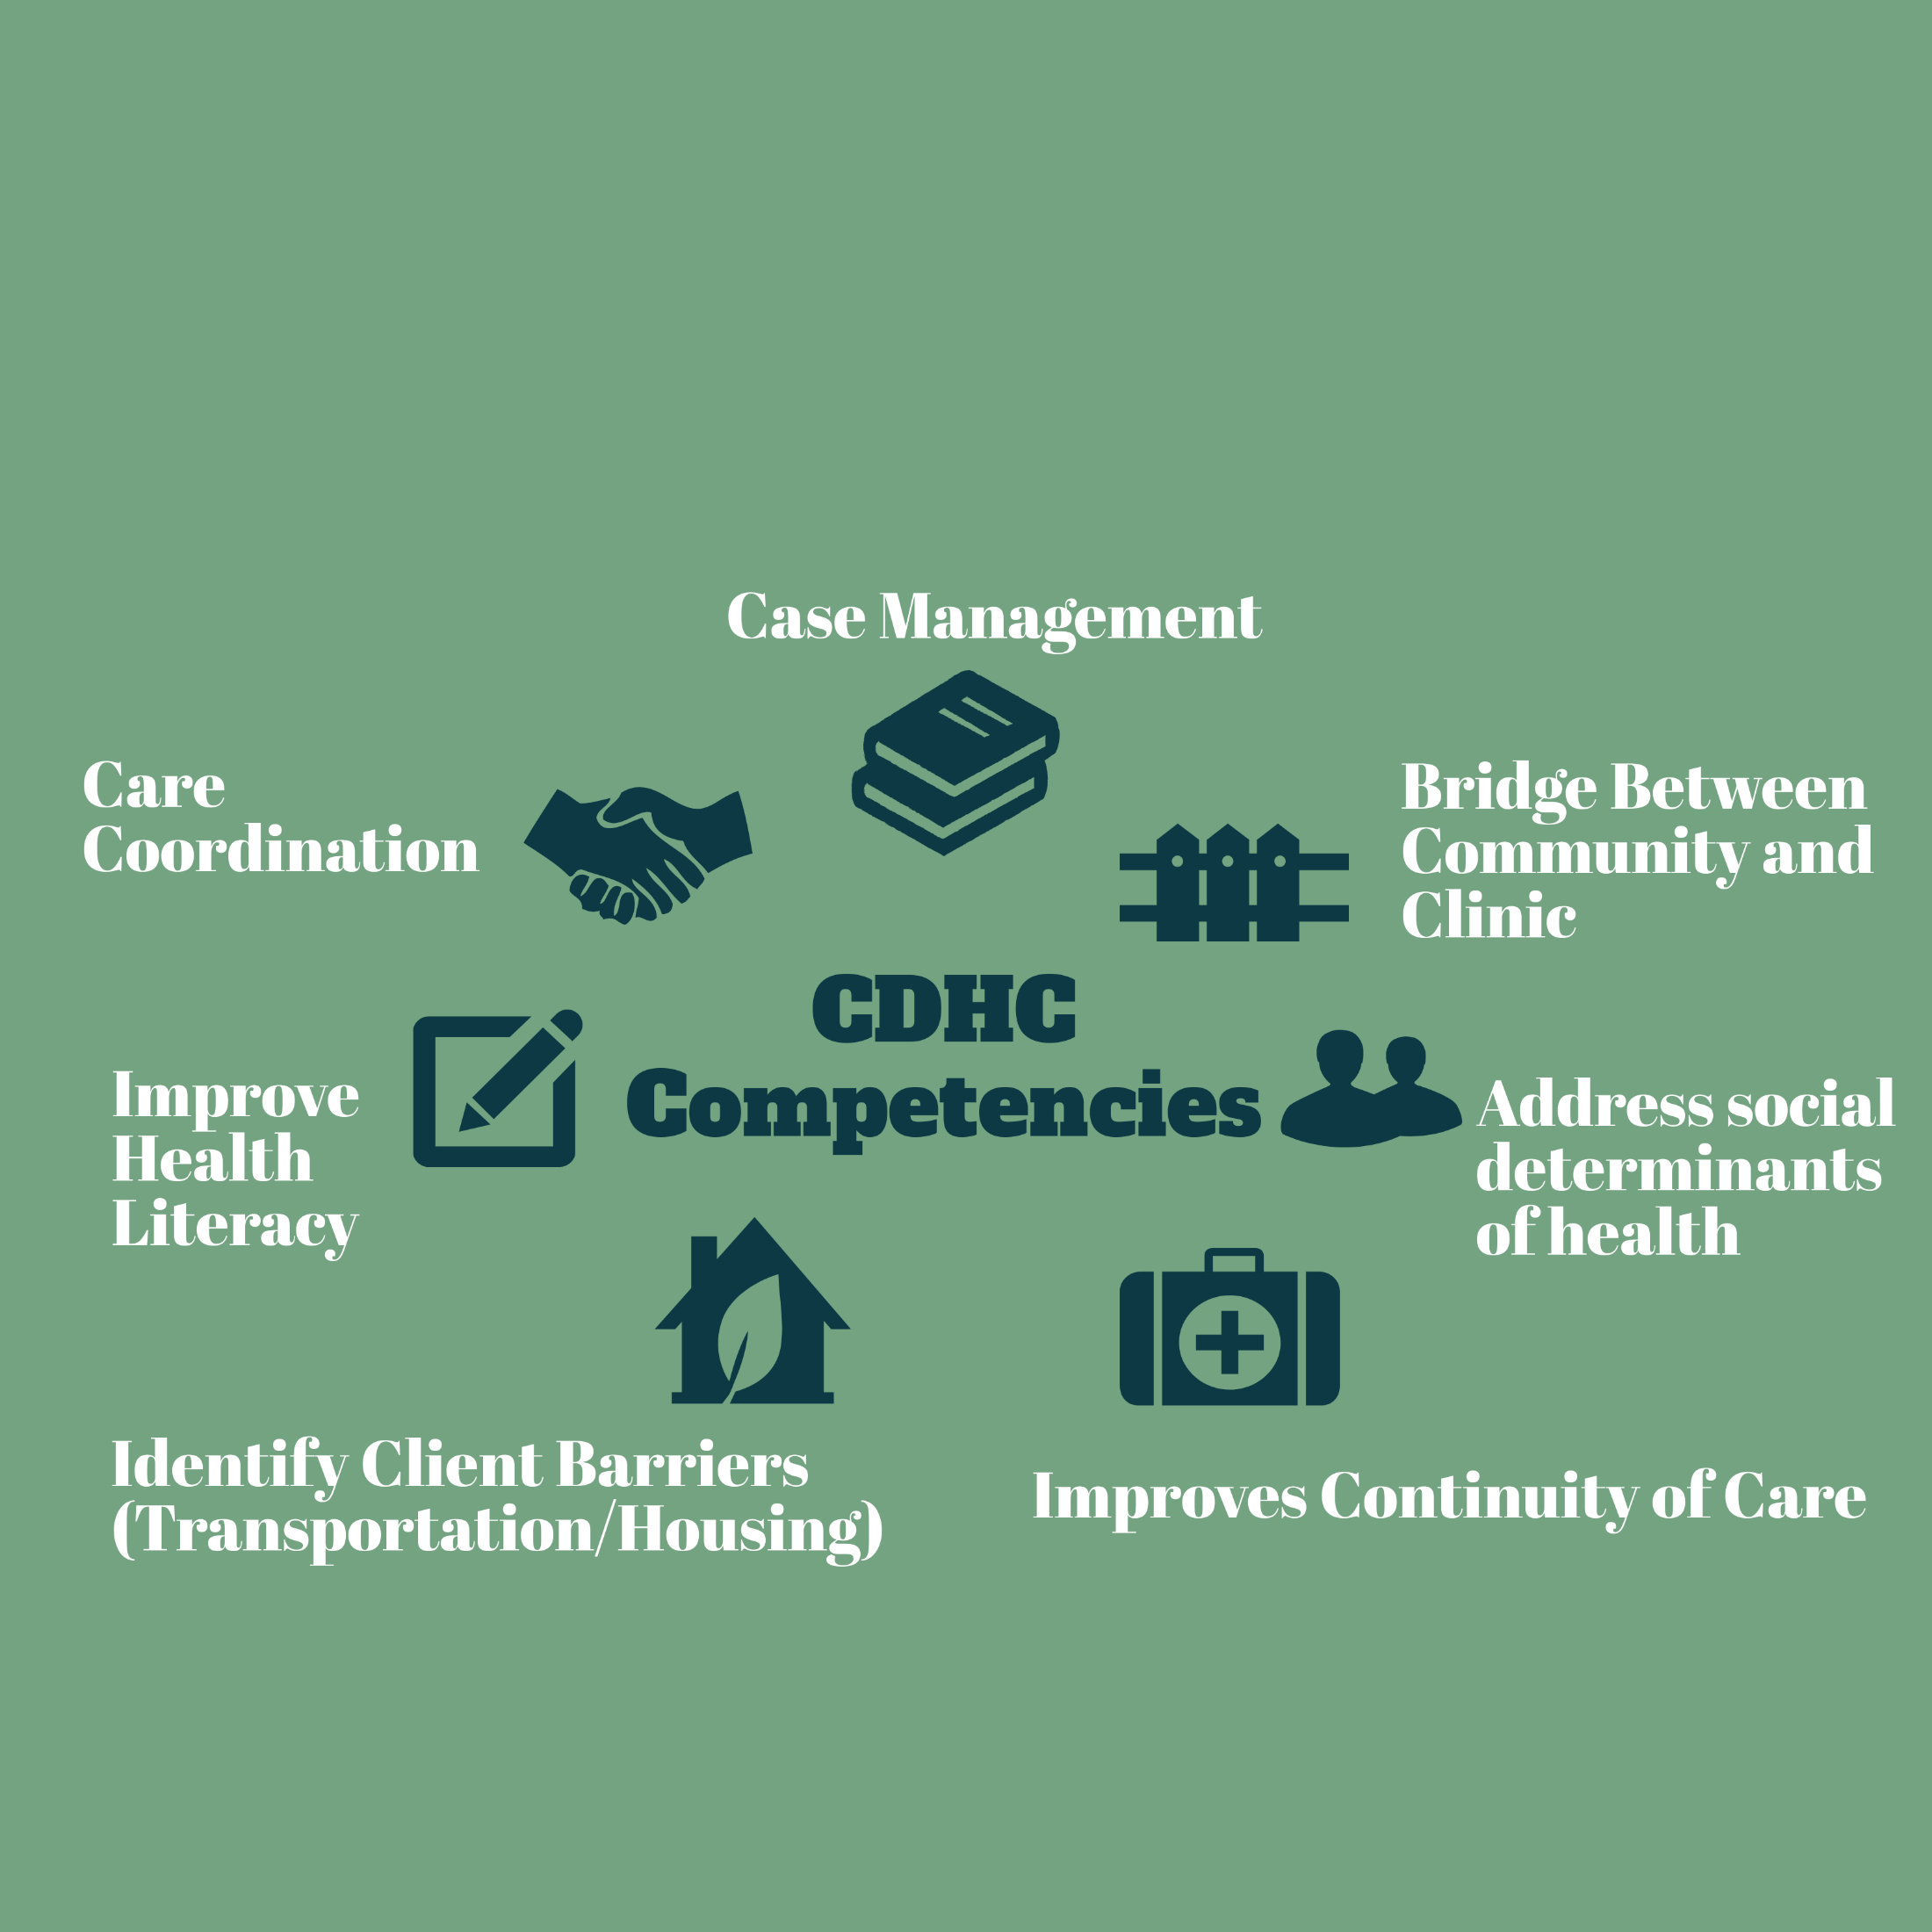 Case Management
Care
Coordination
Bridge Between
Community and
Clinic
CDHC
Competencies
Improve
Health
Literacy
Address social
determinants
of health
Identify Client Barriers
(Transportation/Housing)
Improves Continuity of Care